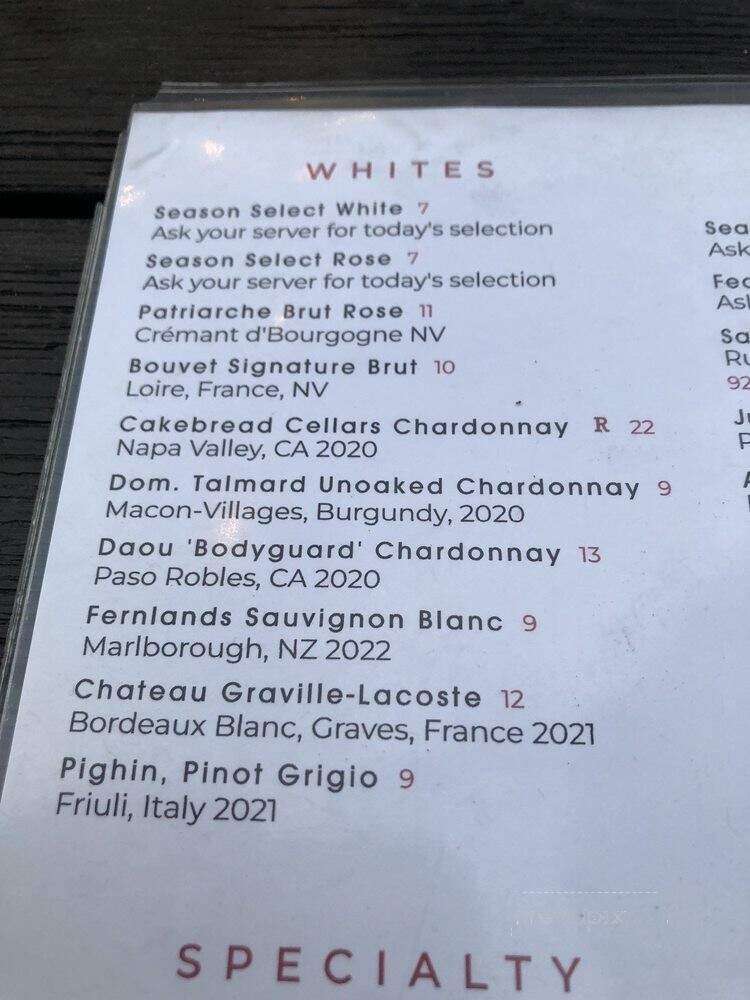 WHITES
Season Select White 7
Ask your server for today's selection
Season Select Rose 7
Ask your server for today's selection
Patriarche Brut Rose 11
Crémant d'Bourgogne NV
Bouvet Signature Brut 10
Loire, France, NV
Cakebread Cellars Chardonnay R 22
Napa Valley, CA 2020
Dom. Talmard Unoaked Chardonnay 9
Macon-Villages, Burgundy, 2020
Daou 'Bodyguard' Chardonnay 13
Paso Robles, CA 2020
Fernlands Sauvignon Blanc 9
Marlborough, NZ 2022
Chateau Graville-Lacoste 12
Bordeaux Blanc, Graves, France 2021
Pighin, Pinot Grigio 9
Friuli, Italy 2021
SPECIALTY
Sea
Ask
Sa
92